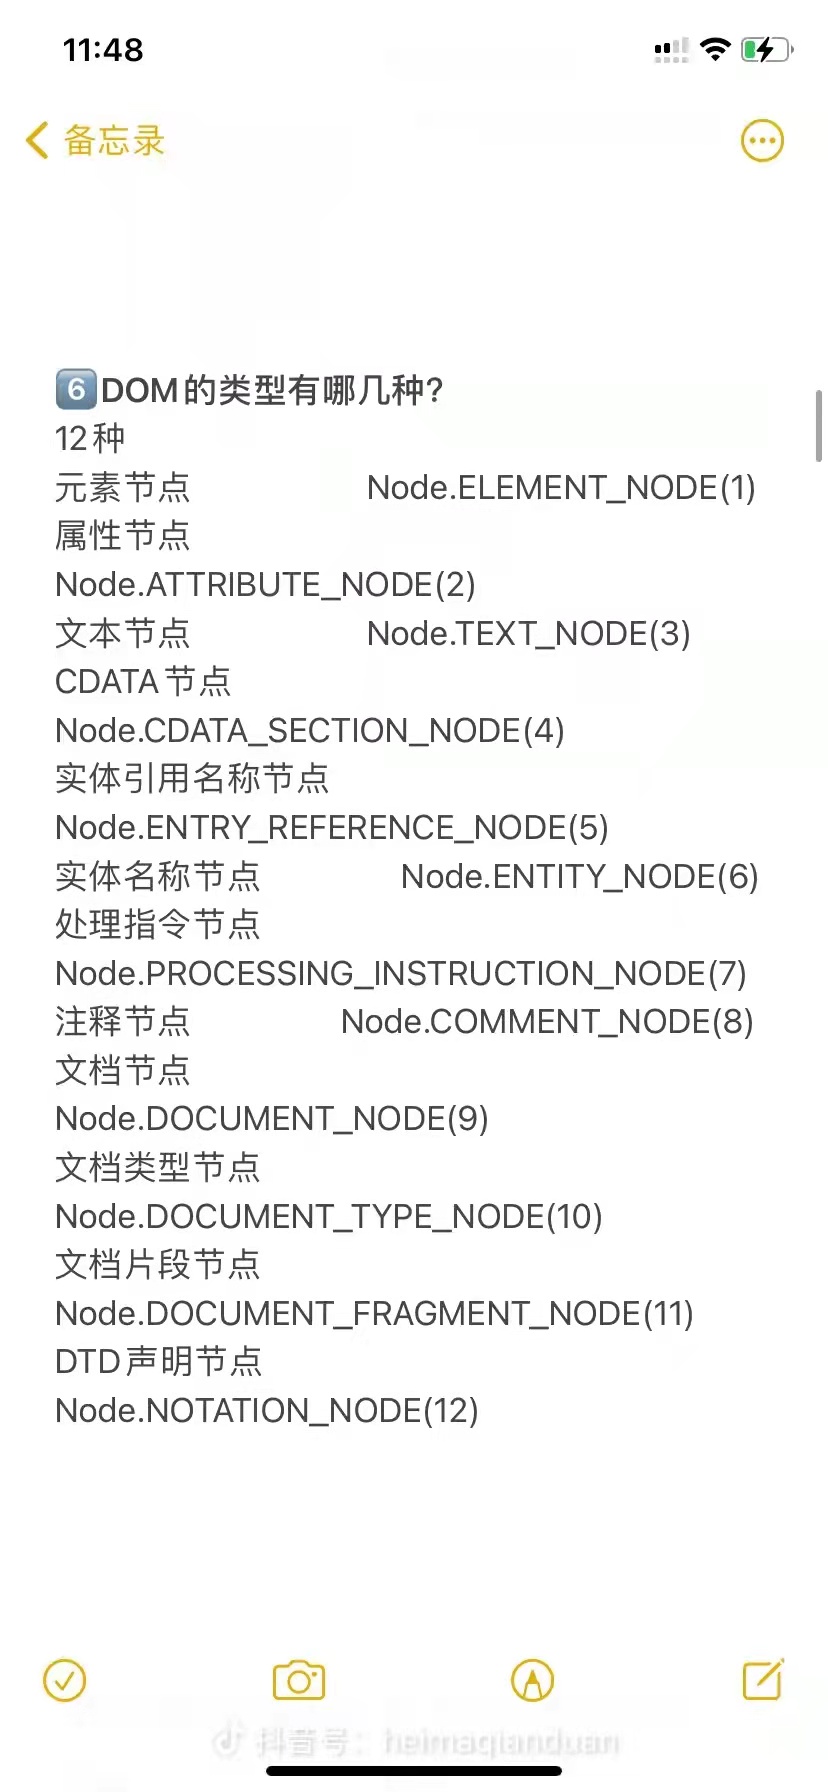 11:48
备忘录
6DOM的类型有哪几种?
12种
元素节点 Node.ELEMENT_NODE(1)
属性节点
Node.ATTRIBUTE_NODE(2)
文本节点 Node.TEXT_NODE(3)
CDATA节点
Node.CDATA_SECTION_NODE(4)
实体引用名称节点
Node.ENTRY_REFERENCE_NODE(5)
实体名称节点 Node.ENTITY_NODE(6)
处理指令节点
Node.PROCESSING_INSTRUCTION_NODE(7)
注释节点 Node.COMMENT_NODE(8)
文档节点
Node.DOCUMENT_NODE(9)
文档类型节点
Node.DOCUMENT_TYPE_NODE(10)
文档片段节点
Node.DOCUMENT_FRAGMENT_NODE(11)
DTD声明节点
Node.NOTATION_NODE(12)
抖音号: heimaqianduan